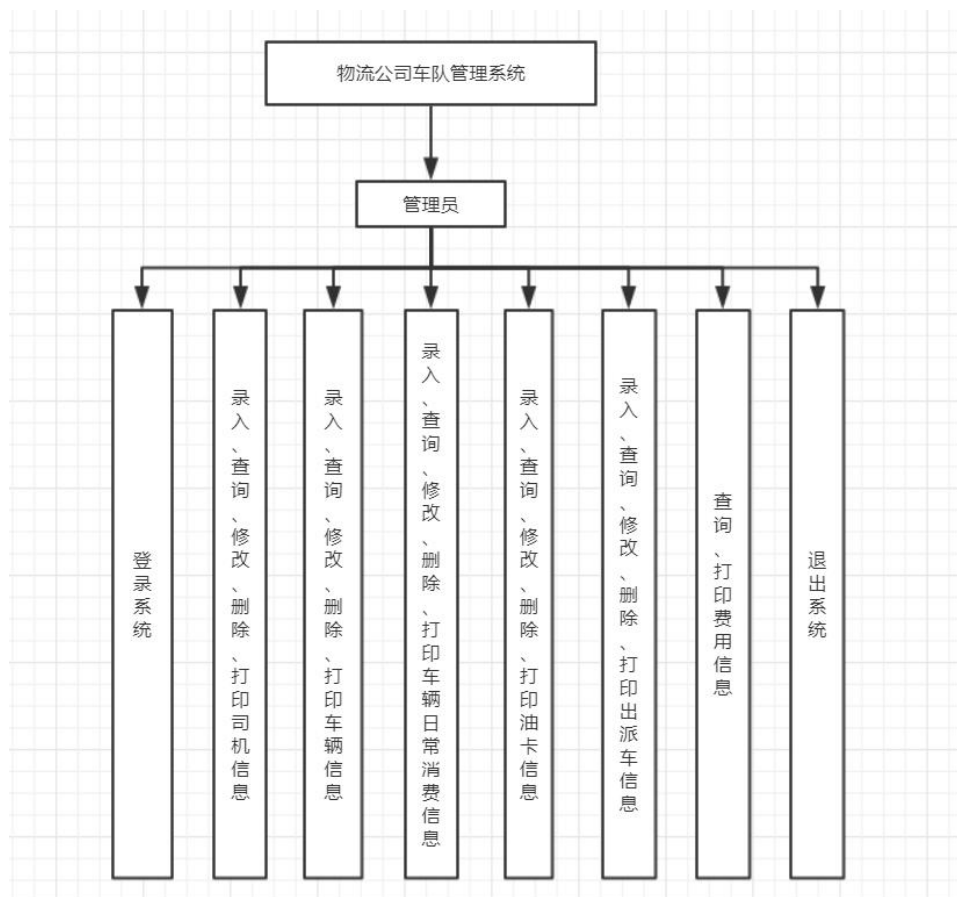 物流公司车队管理系统
管理员
登录系统
录入、查询、修改、删除、打印司机信息
录入、查询、修改、删除、打印车辆信息
录入、查询、修改、删除、打印车辆日常消费信息
录入、查询、修改、删除、打印油卡信息
录入、查询、修改、删除、打印出派车信息
查询、打印费用信息
退出系统